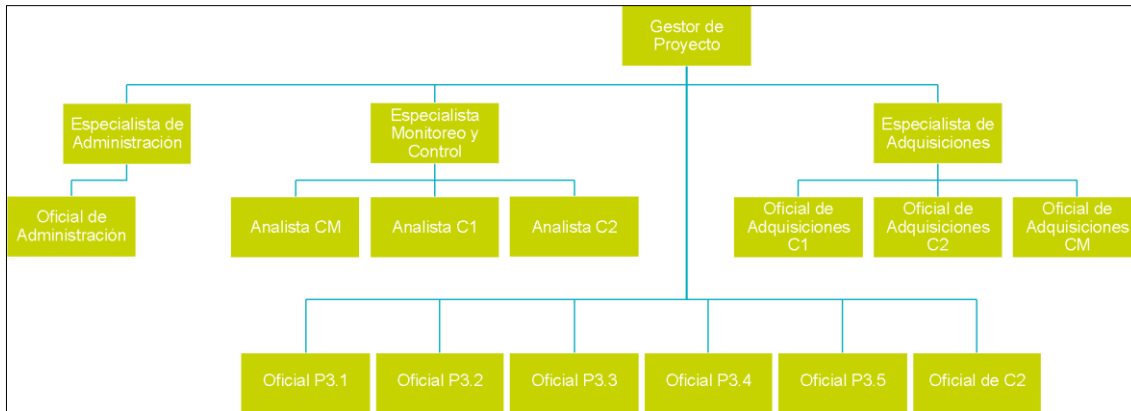 Gestor de
Proyecto
Especialista de
Administración
Especialista
Monitoreo y
Control
Especialista de
Adquisiciones
Oficial de
Administración
Analista CM
Analista C1
Analista C2
Oficial de
Adquisiciones
C1
Oficial de
Adquisiciones
C2
Oficial de
Adquisiciones
CM
Oficial P3.1
Oficial P3.2
Oficial P3.3
Oficial P3.4
Oficial P3.5
Oficial de C2